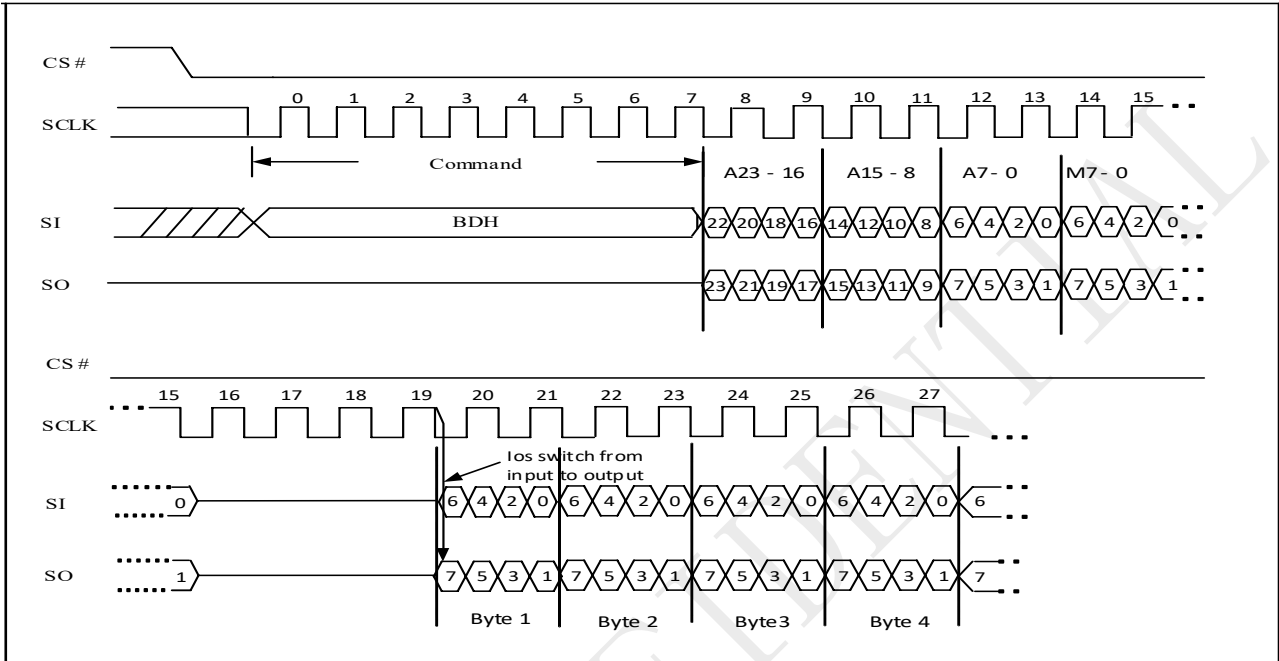 CS #
0 1 2 3 4 5 6 7 8 9 10 11 12 13 14 15
SCLK
Command
A23 - 16 A15 - 8 A7 - 0 M7 - 0
SI
BDH
22 20 18 16 14 12 10 8 6 4 2 0 6 4 2 0
SO
23 21 19 17 15 13 11 9 7 5 3 1 7 5 3 1
CS #
15 16 17 18 19 20 21 22 23 24 25 26 27
SCLK
Ios switch from
input to output
SI
0 6 4 2 0 6 4 2 0 6 4 2 0 6 4 2 0 6
SO
1 7 5 3 1 7 5 3 1 7 5 3 1 7 5 3 1 7
Byte 1 Byte 2 Byte3 Byte 4